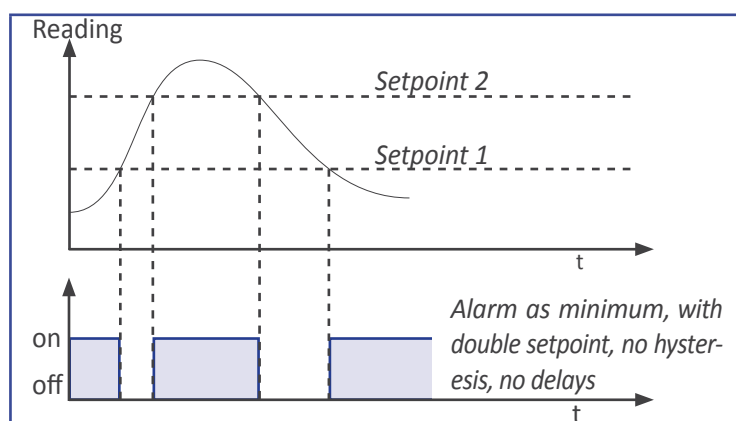 Reading
Setpoint 2
Setpoint 1
t
on
off
Alarm as minimum, with
double setpoint, no hyster-
esis, no delays
t